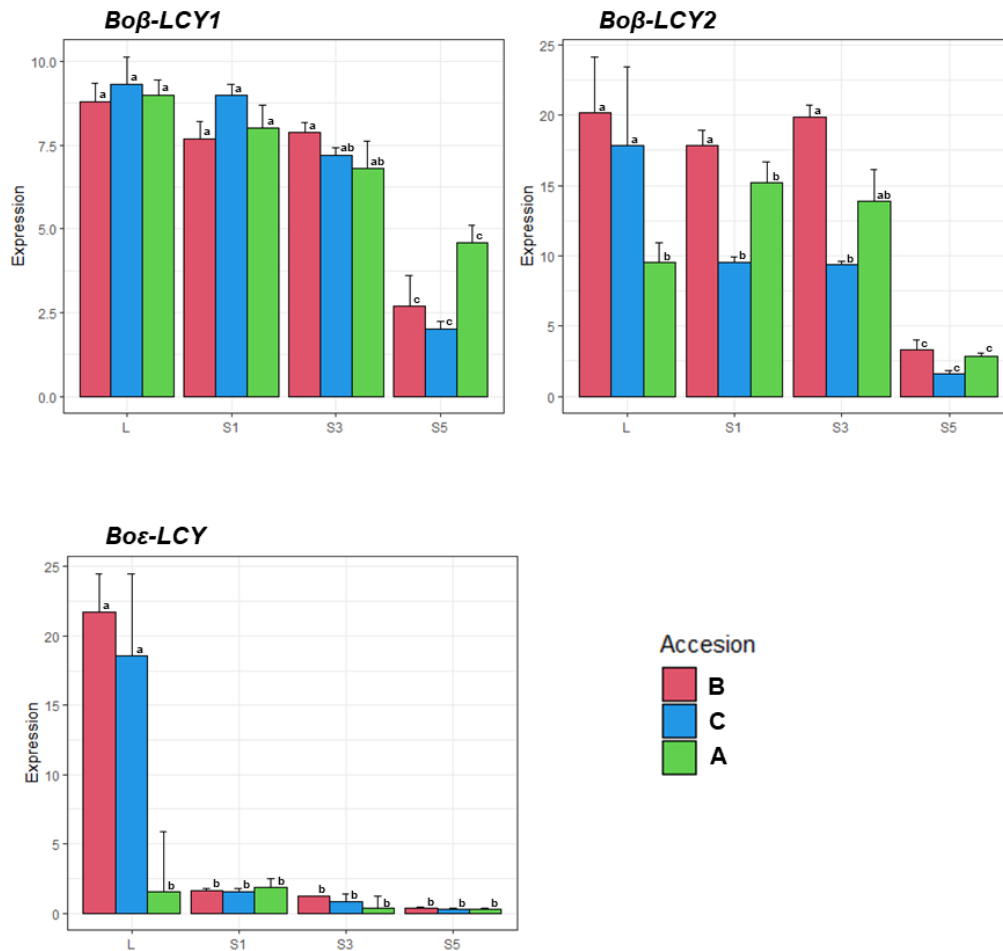 Boβ-LCY1
Boβ-LCY2
10.0
7.5
5.0
2.5
0.0
Expression
a a a
a a a
a ab ab
c c c
L S1 S3 S5
25
20
15
10
5
0
Expression
a a b
a b b
a b ab
c c c
L S1 S3 S5
Boε-LCY
25
20
15
10
5
0
Expression
a a b
b b b
b b b
b b b
L S1 S3 S5
Accesion
B
C
A